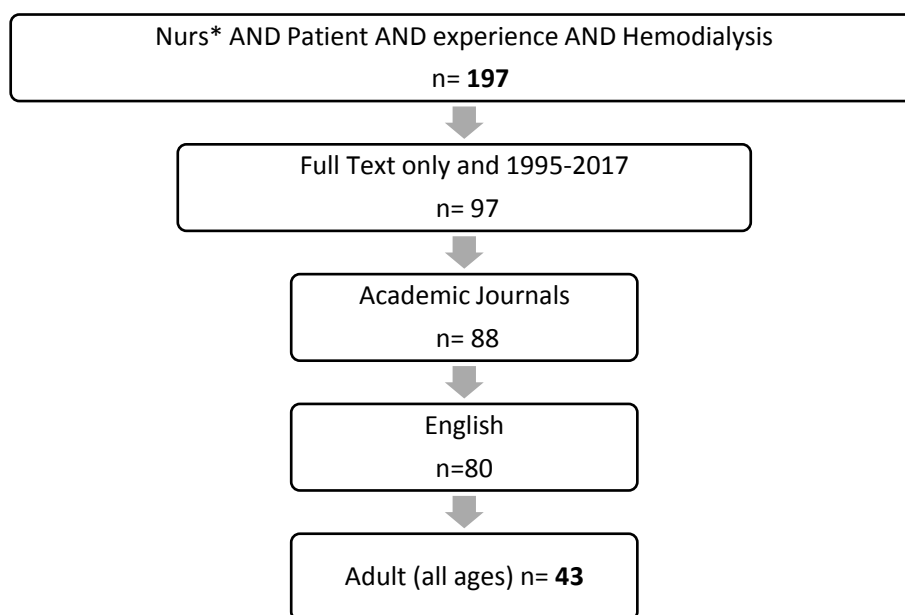 Nurs* AND Patient AND experience AND Hemodialysis
n= 197
Full Text only and 1995-2017
n= 97
Academic Journals
n= 88
English
n=80
Adult (all ages) n= 43